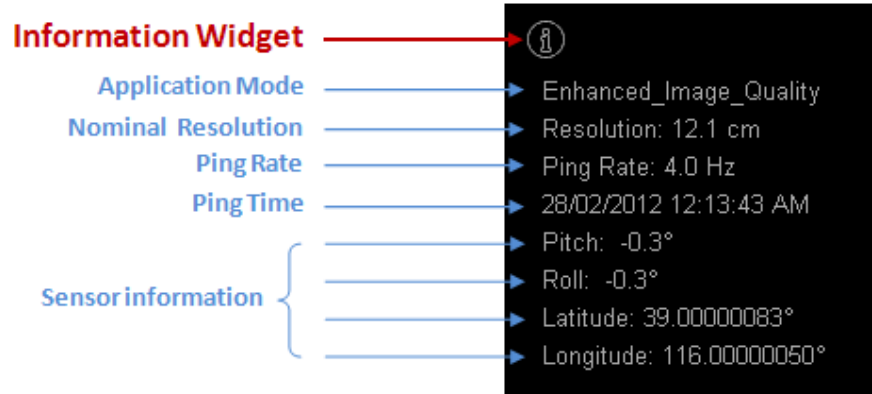 Information Widget
Application Mode Enhanced_Image_Quality
Nominal Resolution Resolution: 12.1 cm
Ping Rate Ping Rate: 4.0 Hz
Ping Time 28/02/2012 12:13:43 AM
Pitch: -0.3°
Roll: -0.3°
Sensor information
Latitude: 39.00000083°
Longitude: 116.00000050°